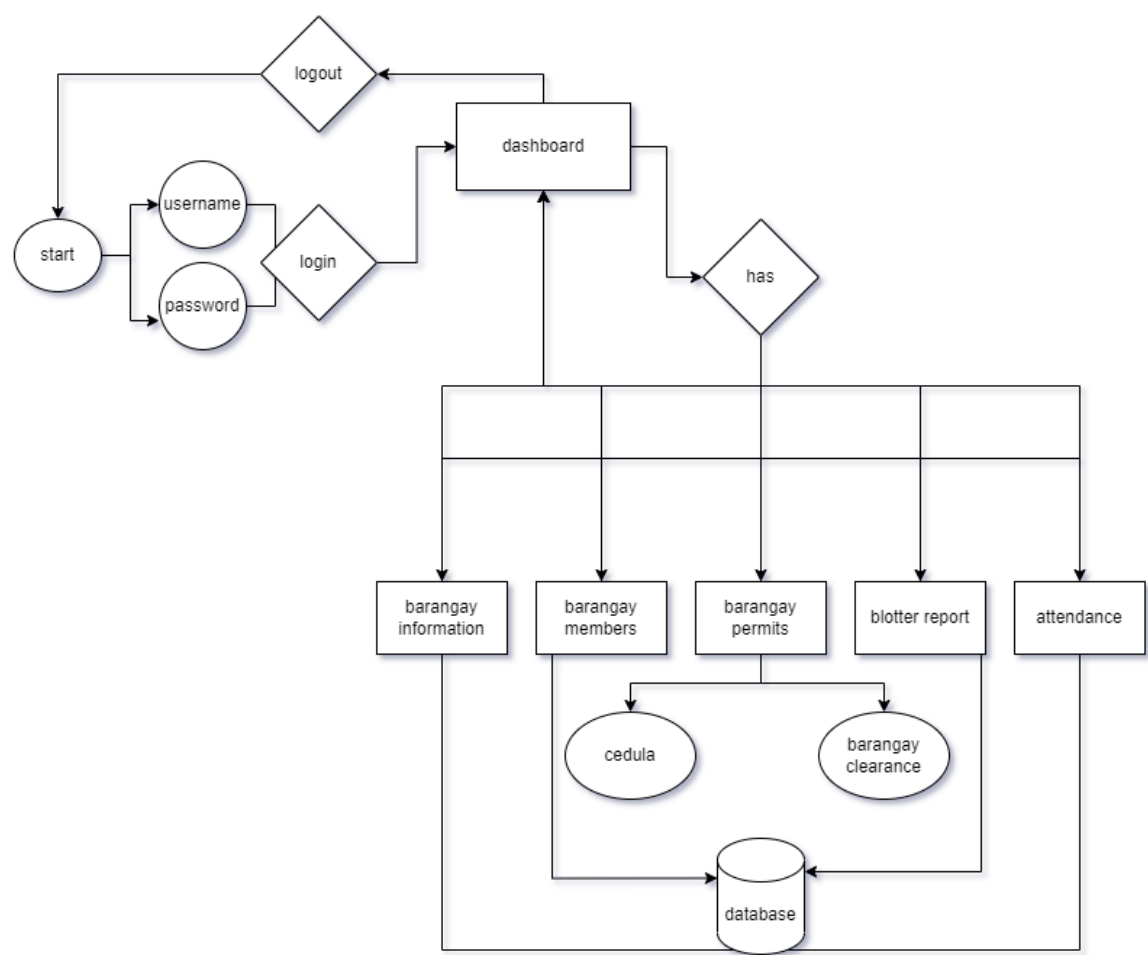 logout
dashboard
username
start
login
password
has
barangay
information
barangay
members
barangay
permits
blotter report
attendance
cedula
barangay
clearance
database